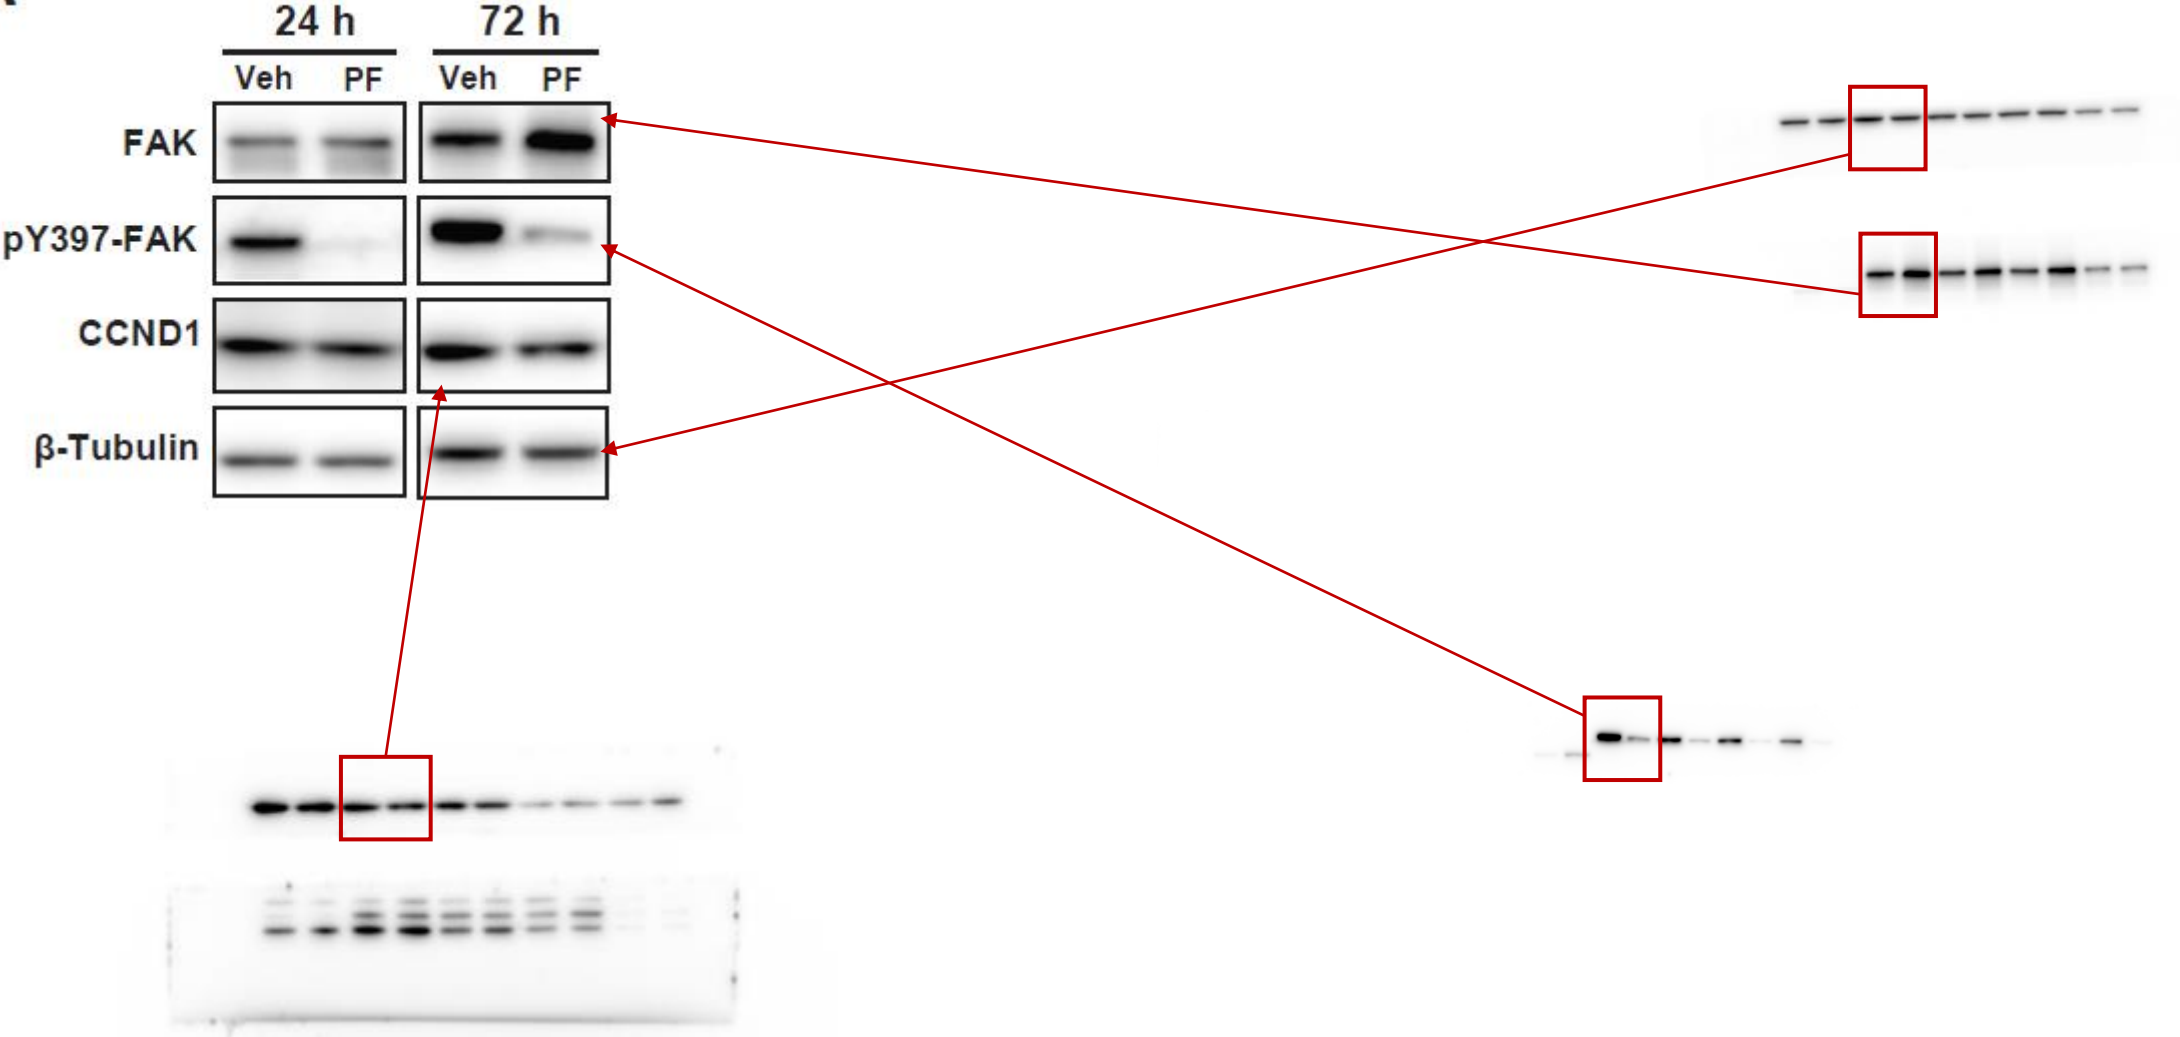 24 h 72 h
Veh PF Veh PF
FAK
pY397-FAK
CCND1
β-Tubulin